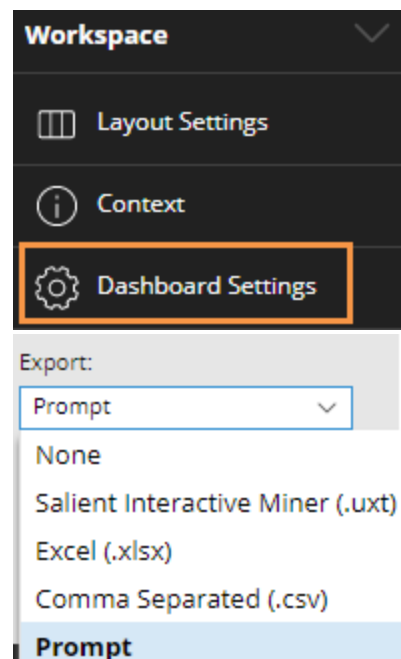 Workspace
Layout Settings
Context
Dashboard Settings
Export:
Prompt
None
Salient Interactive Miner (.uxt)
Excel (.xlsx)
Comma Separated (.csv)
Prompt